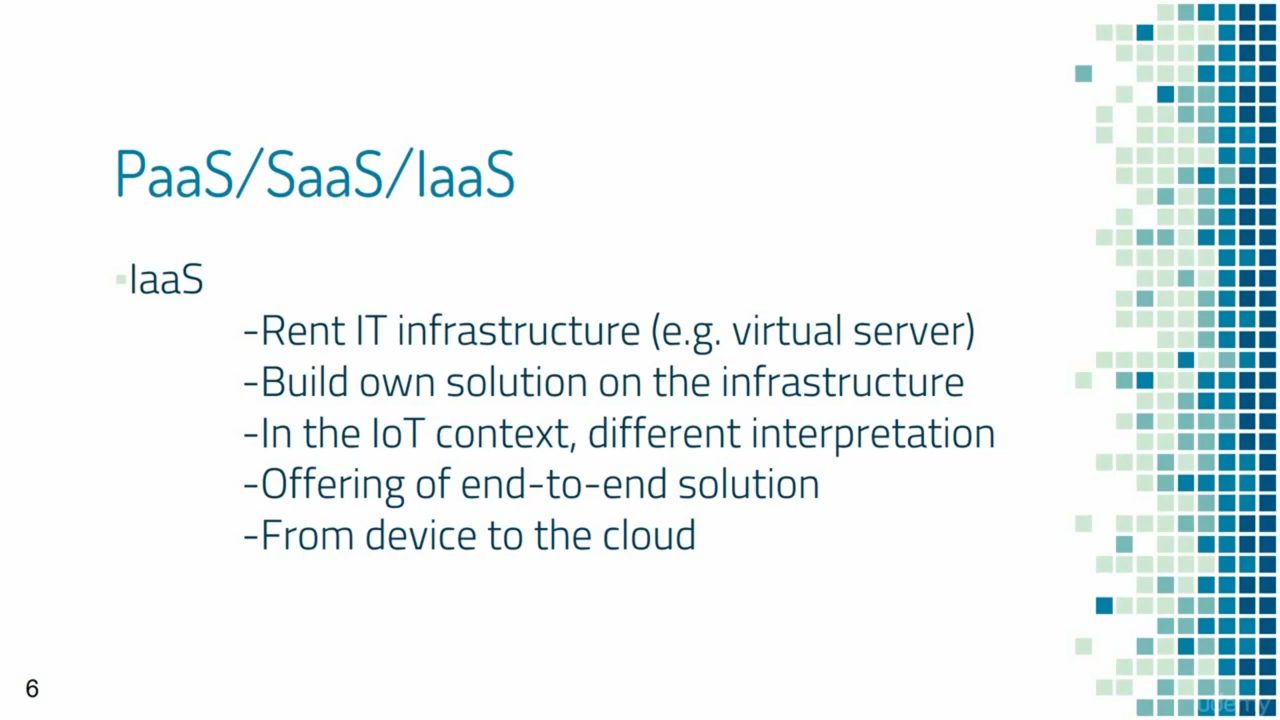 PaaS/SaaS/IaaS
▪IaaS
-Rent IT infrastructure (e.g. virtual server)
-Build own solution on the infrastructure
-In the IoT context, different interpretation
-Offering of end-to-end solution
-From device to the cloud
6
udemy